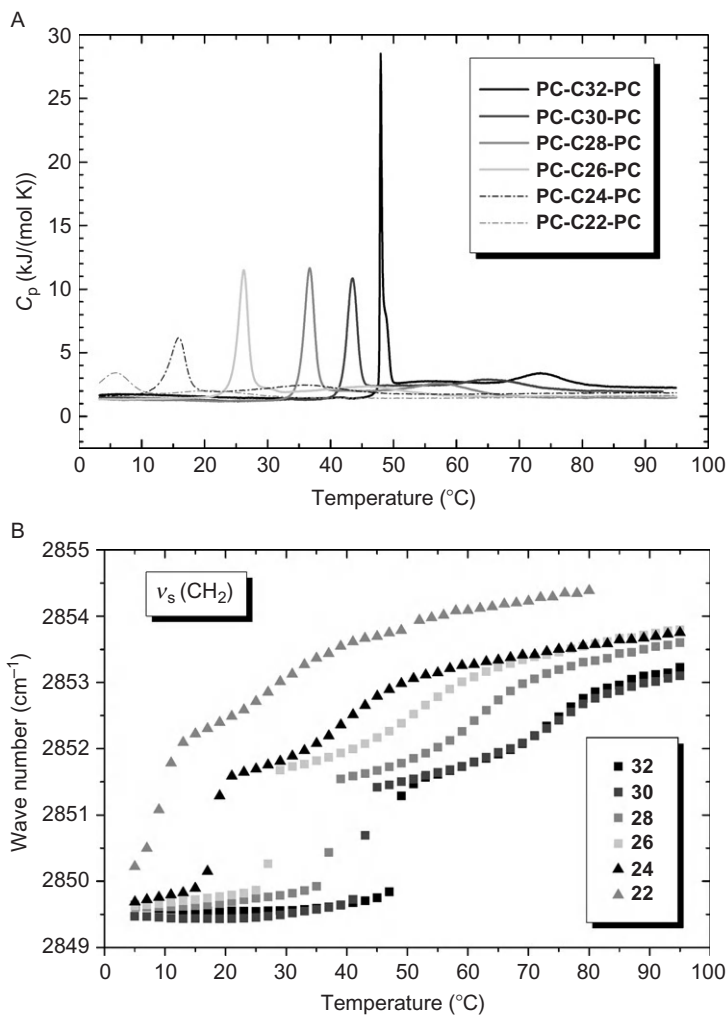 A
30
25
20
15
10
5
0
C_p (kJ/(mol K))
PC-C32-PC
PC-C30-PC
PC-C28-PC
PC-C26-PC
PC-C24-PC
PC-C22-PC
10 20 30 40 50 60 70 80 90 100
Temperature (°C)
B
2855
2854
2853
2852
2851
2850
2849
Wave number (cm⁻¹)
ν_s (CH₂)
32
30
28
26
24
22
0 10 20 30 40 50 60 70 80 90 100
Temperature (°C)